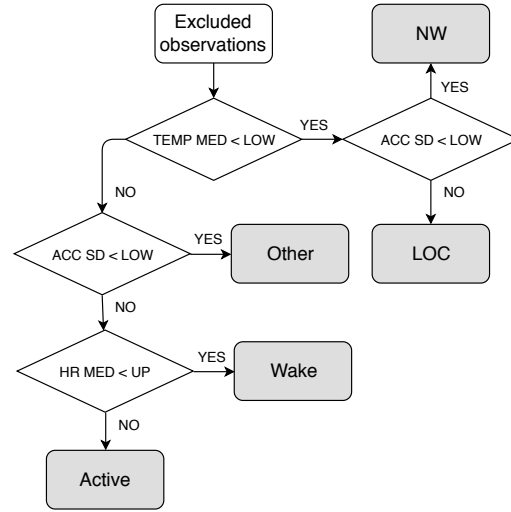 Excluded
observations
NW
YES
TEMP MED < LOW
YES
ACC SD < LOW
NO
NO
ACC SD < LOW
YES
Other
LOC
NO
HR MED < UP
YES
Wake
NO
Active